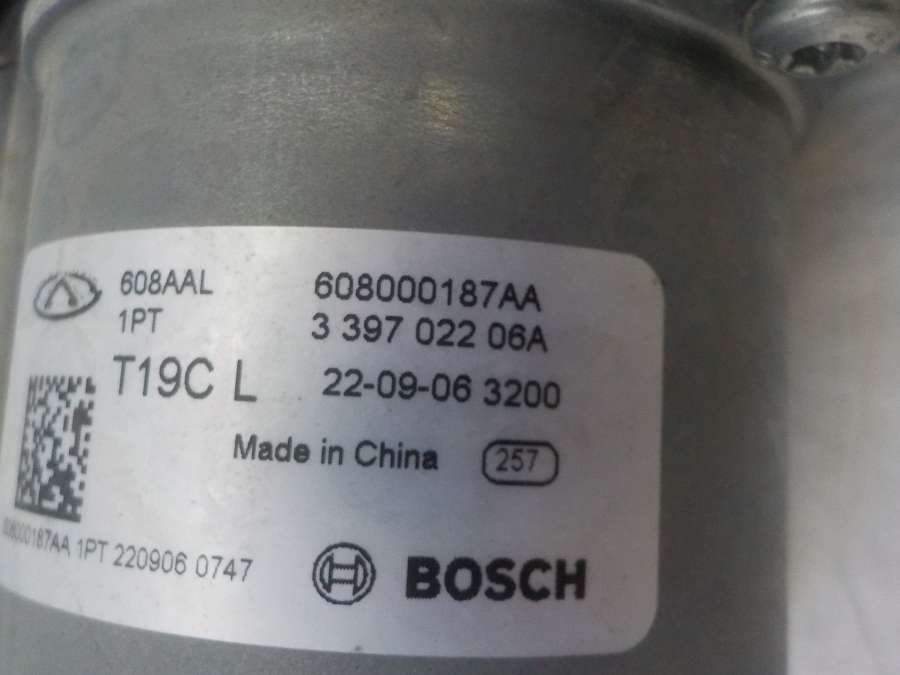 608AAL 608000187AA
1PT 3 397 022 06A
T19C L 22-09-06 3200
Made in China 257
608000187AA 1PT 220906 0747
BOSCH